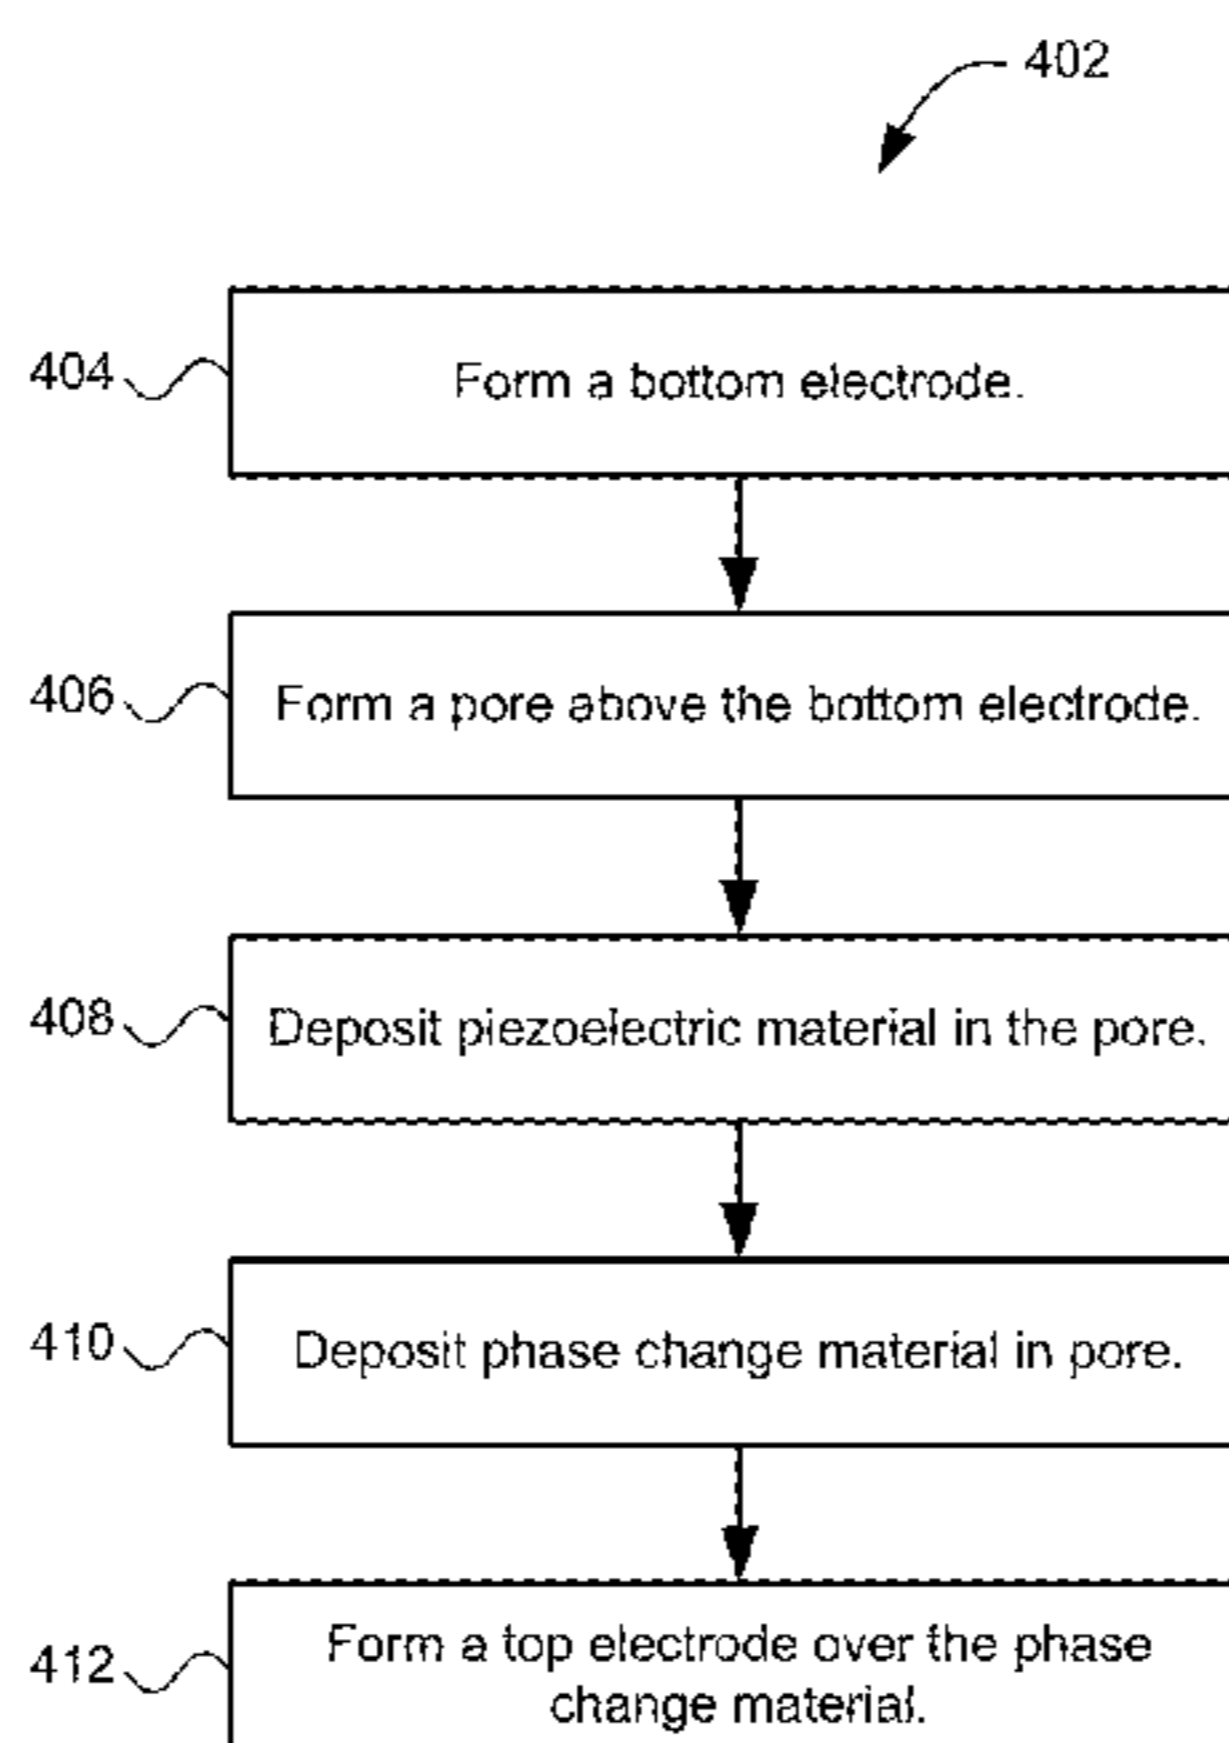 402
404
Form a bottom electrode.
406
Form a pore above the bottom electrode.
408
Deposit piezoelectric material in the pore.
410
Deposit phase change material in pore.
412
Form a top electrode over the phase
change material.